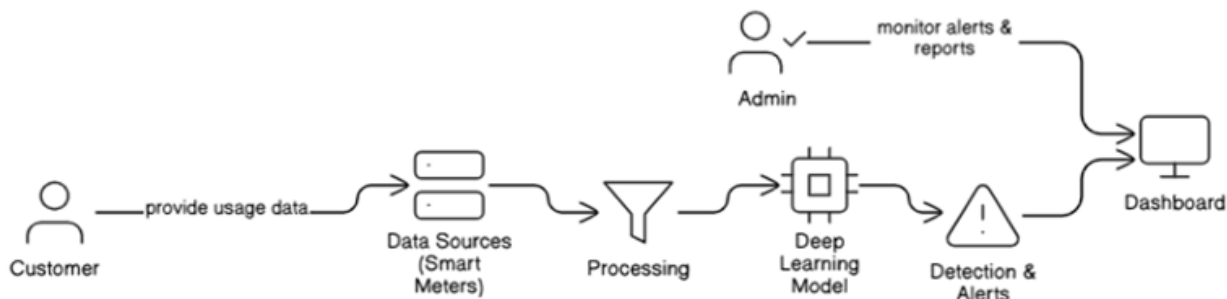 monitor alerts &
reports
Admin
provide usage data
Customer
Data Sources
(Smart
Meters)
Processing
Deep
Learning
Model
Detection &
Alerts
Dashboard